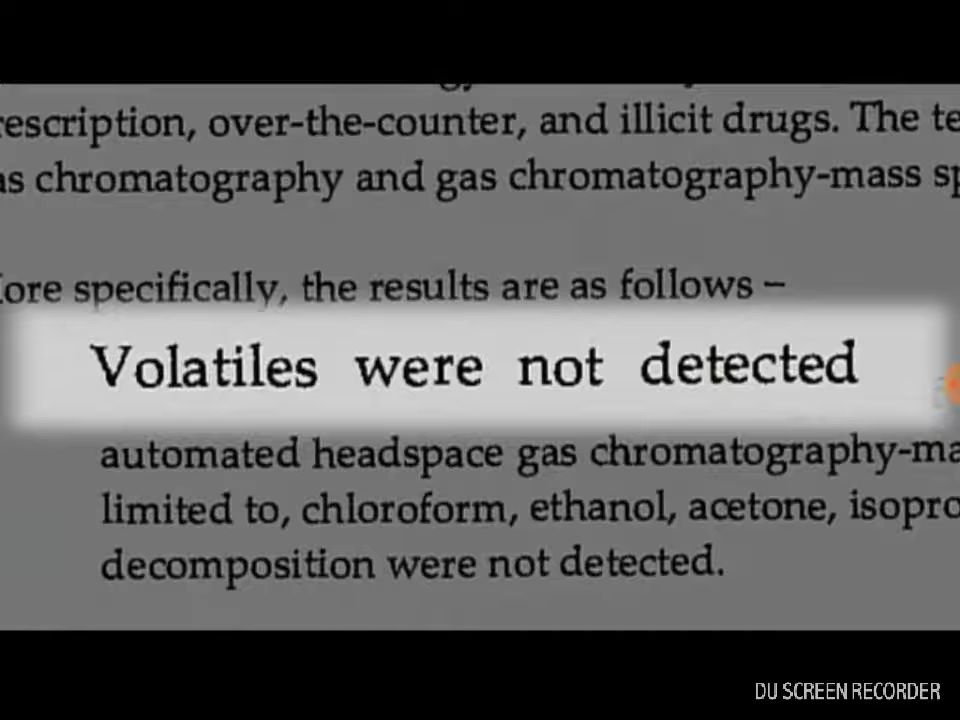 rescription, over-the-counter, and illicit drugs. The te
as chromatography and gas chromatography-mass sp
ore specifically, the results are as follows –
Volatiles were not detected
automated headspace gas chromatography-ma
limited to, chloroform, ethanol, acetone, isopro
decomposition were not detected.
DU SCREEN RECORDER